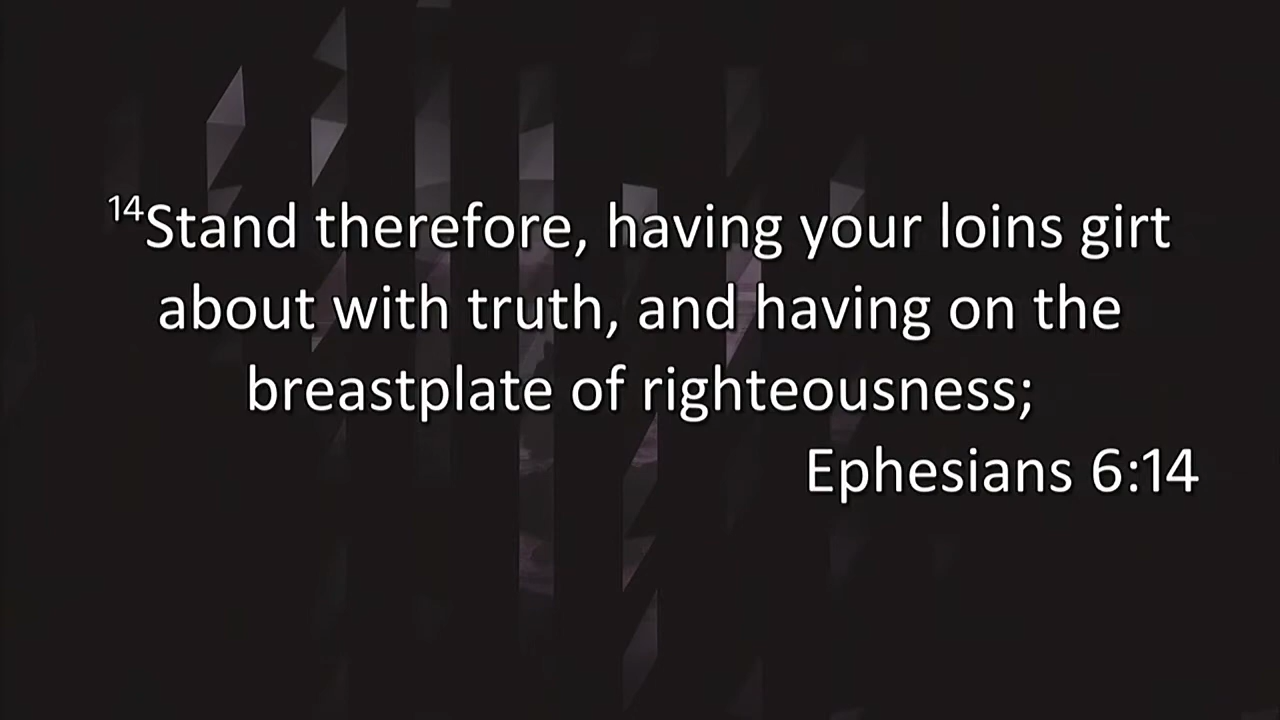 ¹⁴Stand therefore, having your loins girt
about with truth, and having on the
breastplate of righteousness;
Ephesians 6:14